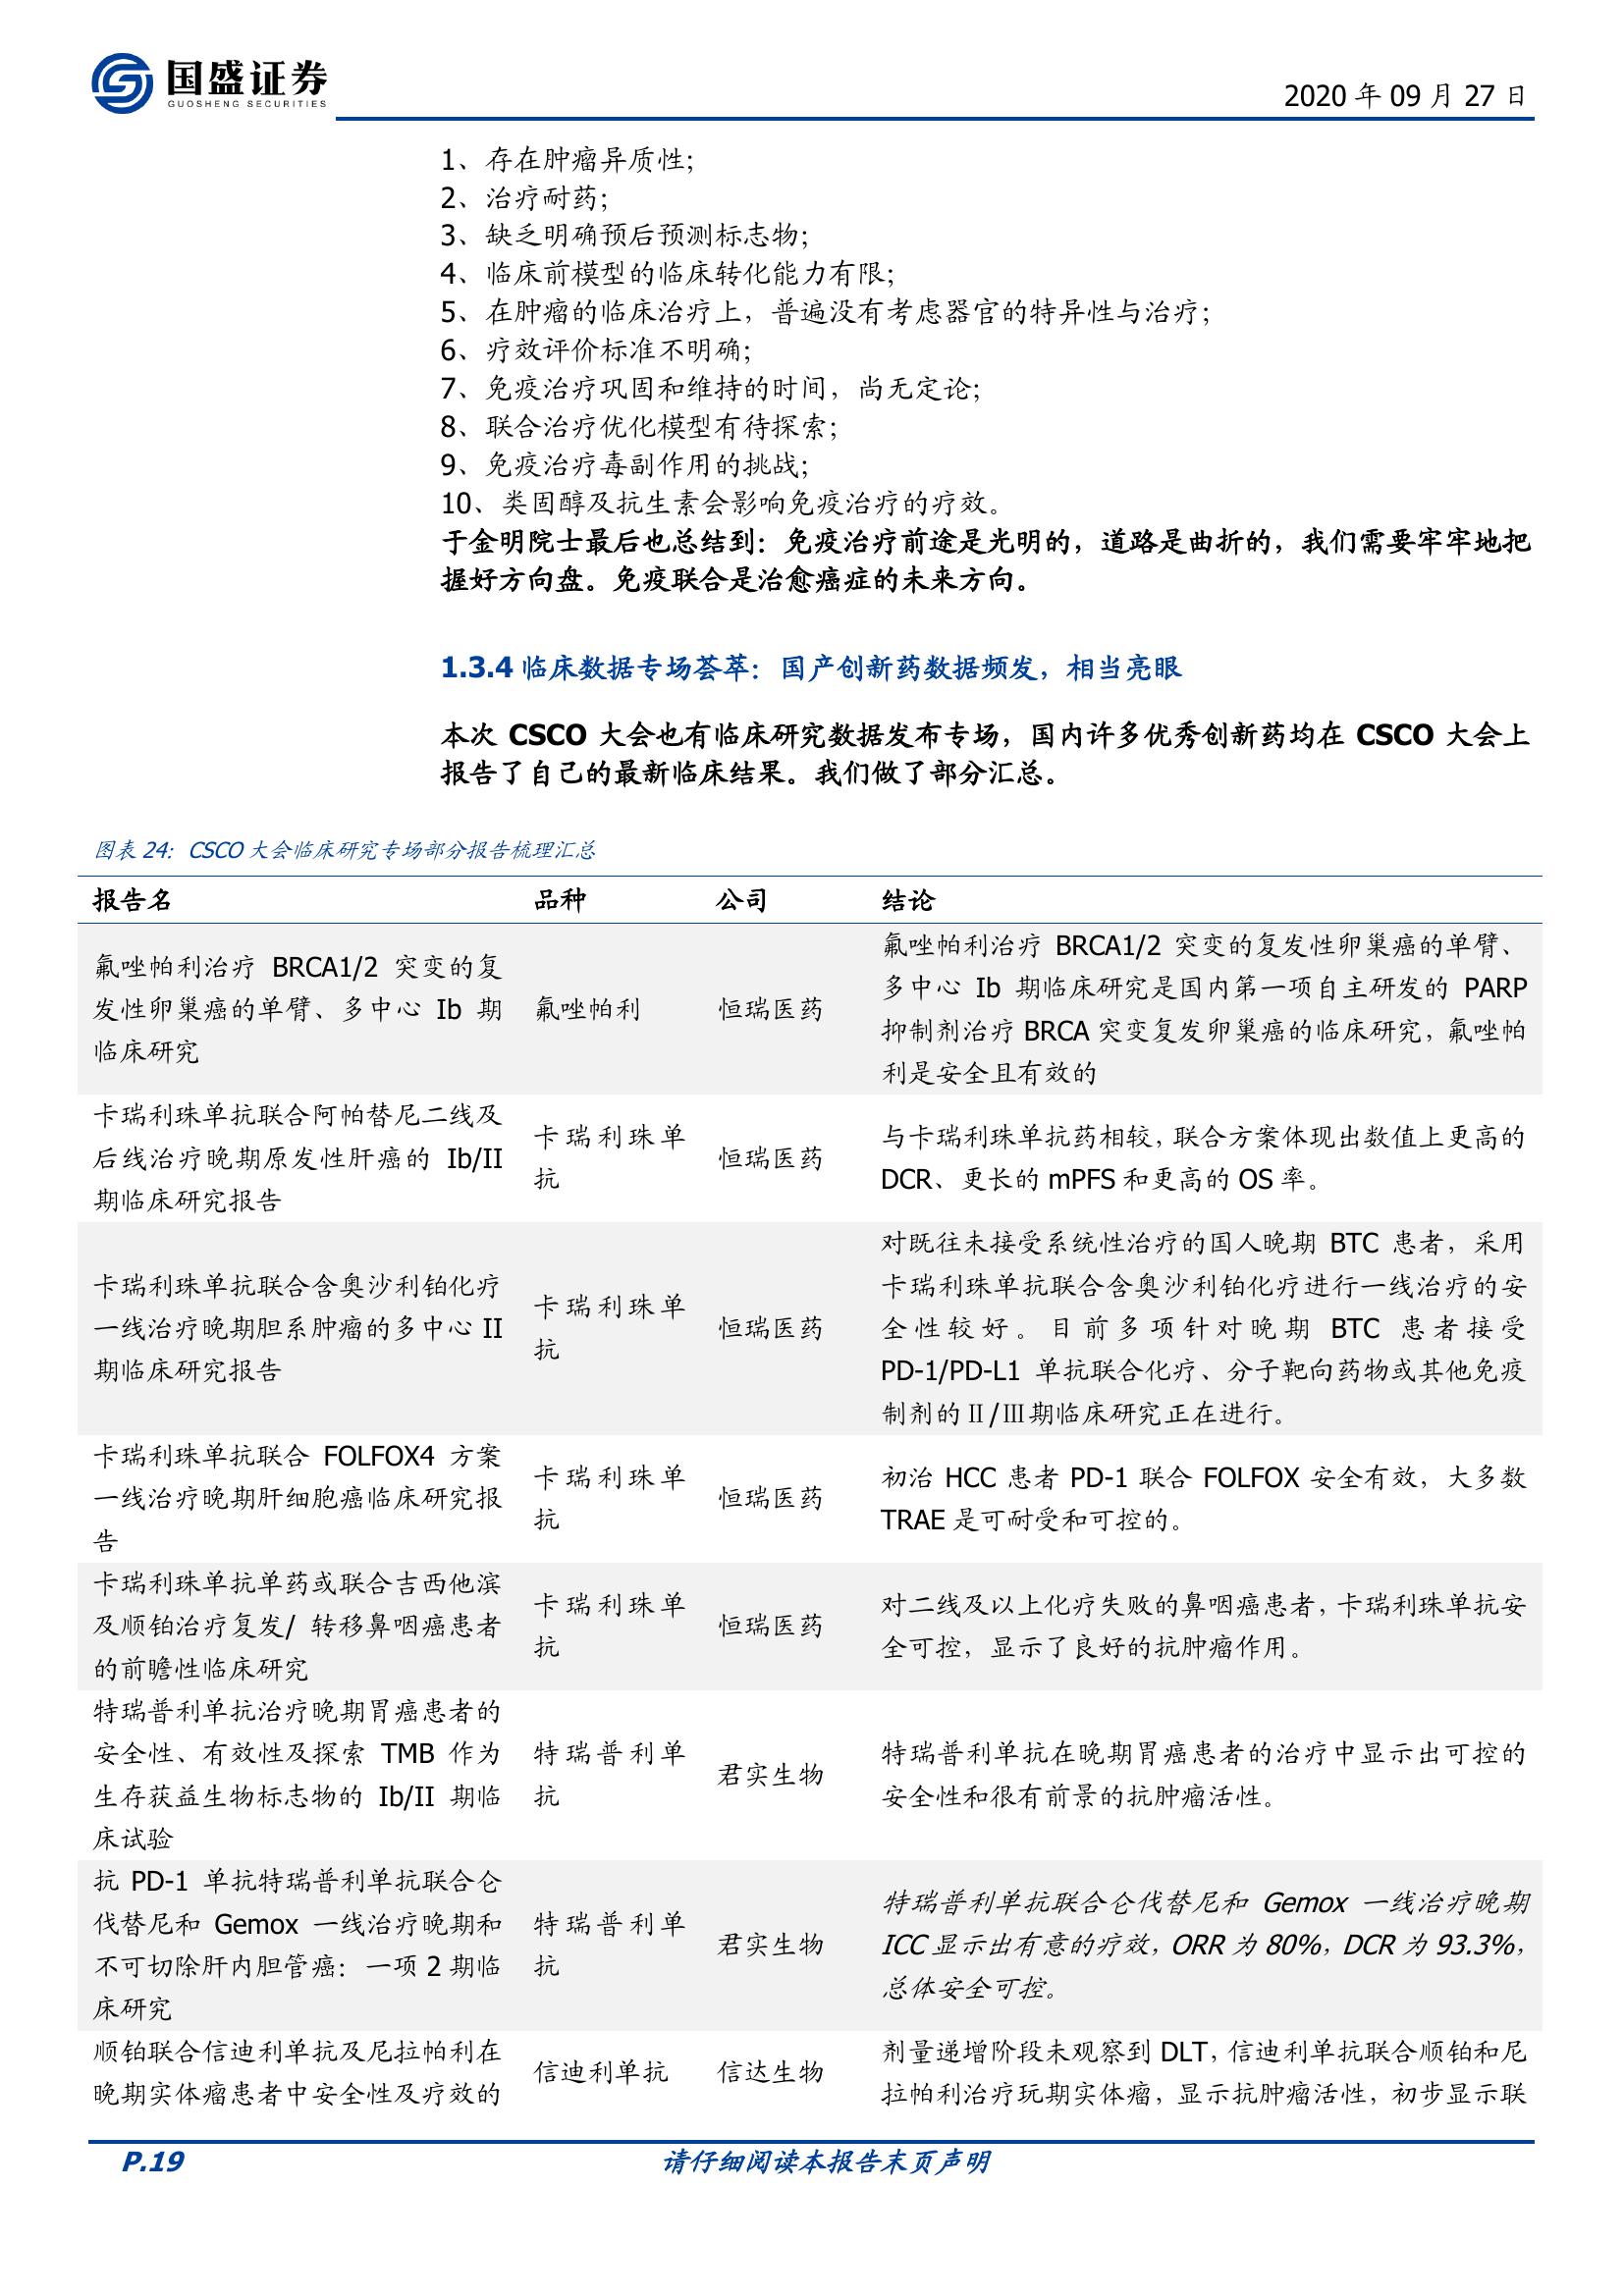 国盛证券
GUOSHENG SECURITIES
2020 年 09 月 27 日
1、存在肿瘤异质性;
2、治疗耐药;
3、缺乏明确预后预测标志物;
4、临床前模型的临床转化能力有限;
5、在肿瘤的临床治疗上，普遍没有考虑器官的特异性与治疗;
6、疗效评价标准不明确;
7、免疫治疗巩固和维持的时间，尚无定论;
8、联合治疗优化模型有待探索;
9、免疫治疗毒副作用的挑战;
10、类固醇及抗生素会影响免疫治疗的疗效。
于金明院士最后也总结到：免疫治疗前途是光明的，道路是曲折的，我们需要牢牢地把
握好方向盘。免疫联合是治愈癌症的未来方向。
1.3.4 临床数据专场荟萃：国产创新药数据频发，相当亮眼
本次 CSCO 大会也有临床研究数据发布专场，国内许多优秀创新药均在 CSCO 大会上
报告了自己的最新临床结果。我们做了部分汇总。
图表 24：CSCO 大会临床研究专场部分报告梳理汇总
报告名 品种 公司 结论
氟唑帕利治疗 BRCA1/2 突变的复
发性卵巢癌的单臂、多中心 Ib 期
临床研究
氟唑帕利
恒瑞医药
氟唑帕利治疗 BRCA1/2 突变的复发性卵巢癌的单臂、
多中心 Ib 期临床研究是国内第一项自主研发的 PARP
抑制剂治疗 BRCA 突变复发卵巢癌的临床研究，氟唑帕
利是安全且有效的
卡瑞利珠单抗联合阿帕替尼二线及
后线治疗晚期原发性肝癌的 Ib/II
期临床研究报告
卡瑞利珠单
抗
恒瑞医药
与卡瑞利珠单抗药相较，联合方案体现出数值上更高的
DCR、更长的 mPFS 和更高的 OS 率。
卡瑞利珠单抗联合含奥沙利铂化疗
一线治疗晚期胆系肿瘤的多中心 II
期临床研究报告
卡瑞利珠单
抗
恒瑞医药
对既往未接受系统性治疗的国人晚期 BTC 患者，采用
卡瑞利珠单抗联合含奥沙利铂化疗进行一线治疗的安
全性较好。目前多项针对晚期 BTC 患者接受
PD-1/PD-L1 单抗联合化疗、分子靶向药物或其他免疫
制剂的Ⅱ/Ⅲ期临床研究正在进行。
卡瑞利珠单抗联合 FOLFOX4 方案
一线治疗晚期肝细胞癌临床研究报
告
卡瑞利珠单
抗
恒瑞医药
初治 HCC 患者 PD-1 联合 FOLFOX 安全有效，大多数
TRAE 是可耐受和可控的。
卡瑞利珠单抗单药或联合吉西他滨
及顺铂治疗复发/ 转移鼻咽癌患者
的前瞻性临床研究
卡瑞利珠单
抗
恒瑞医药
对二线及以上化疗失败的鼻咽癌患者，卡瑞利珠单抗安
全可控，显示了良好的抗肿瘤作用。
特瑞普利单抗治疗晚期胃癌患者的
安全性、有效性及探索 TMB 作为
生存获益生物标志物的 Ib/II 期临
床试验
特瑞普利单
抗
君实生物
特瑞普利单抗在晚期胃癌患者的治疗中显示出可控的
安全性和很有前景的抗肿瘤活性。
抗 PD-1 单抗特瑞普利单抗联合仑
伐替尼和 Gemox 一线治疗晚期和
不可切除肝内胆管癌：一项 2 期临
床研究
特瑞普利单
抗
君实生物
特瑞普利单抗联合仑伐替尼和 Gemox 一线治疗晚期
ICC 显示出有意的疗效，ORR 为 80%，DCR 为 93.3%，
总体安全可控。
顺铂联合信迪利单抗及尼拉帕利在
晚期实体瘤患者中安全性及疗效的
信迪利单抗
信达生物
剂量递增阶段未观察到 DLT，信迪利单抗联合顺铂和尼
拉帕利治疗玩期实体瘤，显示抗肿瘤活性，初步显示联
P.19
请仔细阅读本报告末页声明